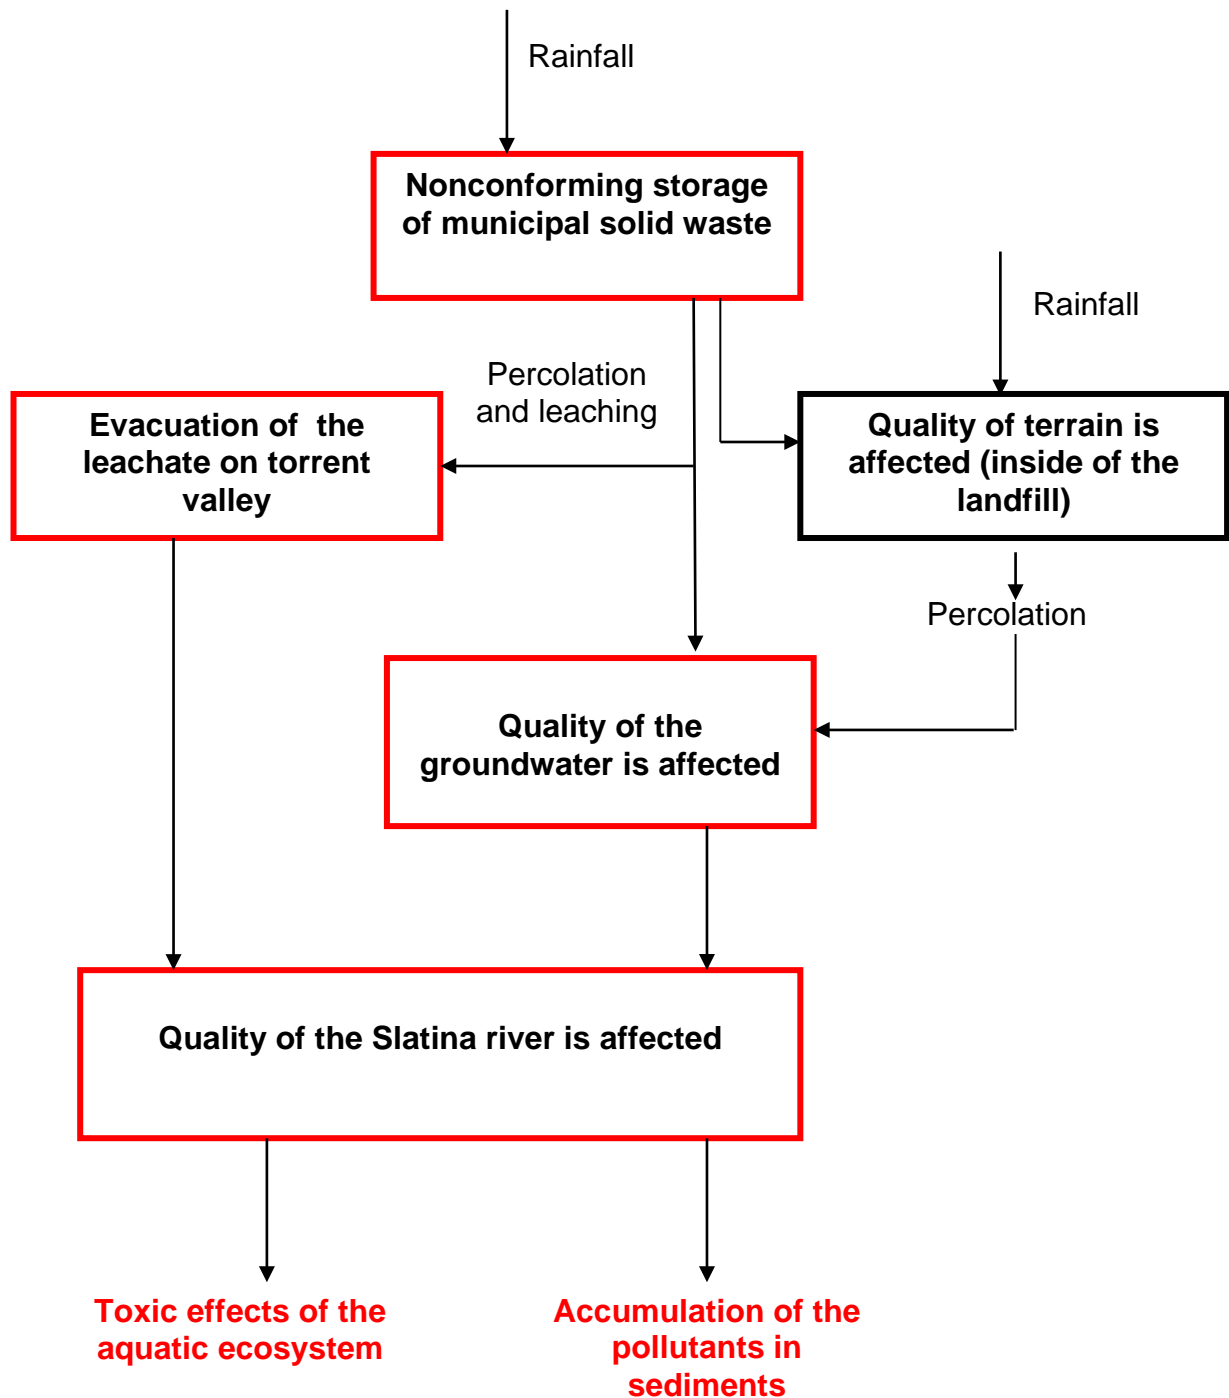 Rainfall
Nonconforming storage
of municipal solid waste
Rainfall
Percolation
and leaching
Evacuation of  the
leachate on torrent
valley
Quality of terrain is
affected (inside of the
landfill)
Percolation
Quality of the
groundwater is affected
Quality of the Slatina river is affected
Toxic effects of the
aquatic ecosystem
Accumulation of the
pollutants in
sediments